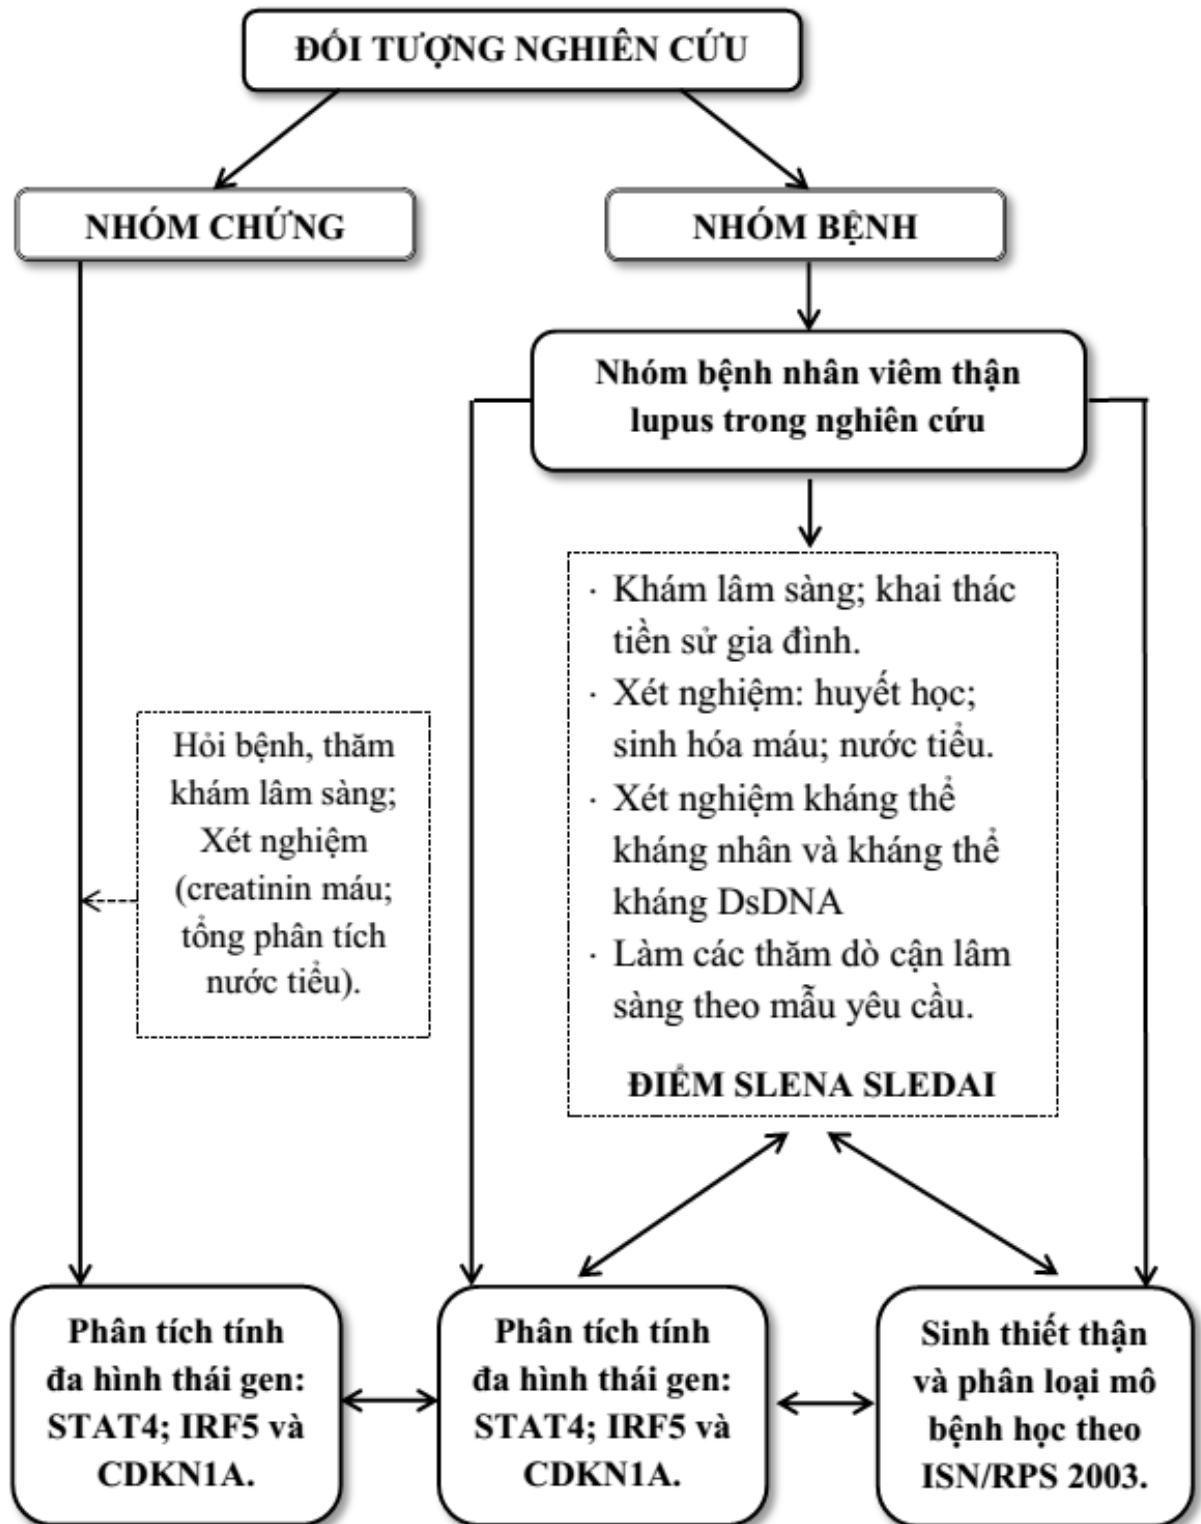 ĐỐI TƯỢNG NGHIÊN CỨU
NHÓM CHỨNG
NHÓM BỆNH
Nhóm bệnh nhân viêm thận
lupus trong nghiên cứu
· Khám lâm sàng; khai thác
tiền sử gia đình.
· Xét nghiệm: huyết học;
sinh hóa máu; nước tiểu.
· Xét nghiệm kháng thể
kháng nhân và kháng thể
kháng DsDNA
· Làm các thăm dò cận lâm
sàng theo mẫu yêu cầu.
ĐIỂM SLENA SLEDAI
Hỏi bệnh, thăm
khám lâm sàng;
Xét nghiệm
(creatinin máu;
tổng phân tích
nước tiểu).
Phân tích tính
đa hình thái gen:
STAT4; IRF5 và
CDKN1A.
Phân tích tính
đa hình thái gen:
STAT4; IRF5 và
CDKN1A.
Sinh thiết thận
và phân loại mô
bệnh học theo
ISN/RPS 2003.